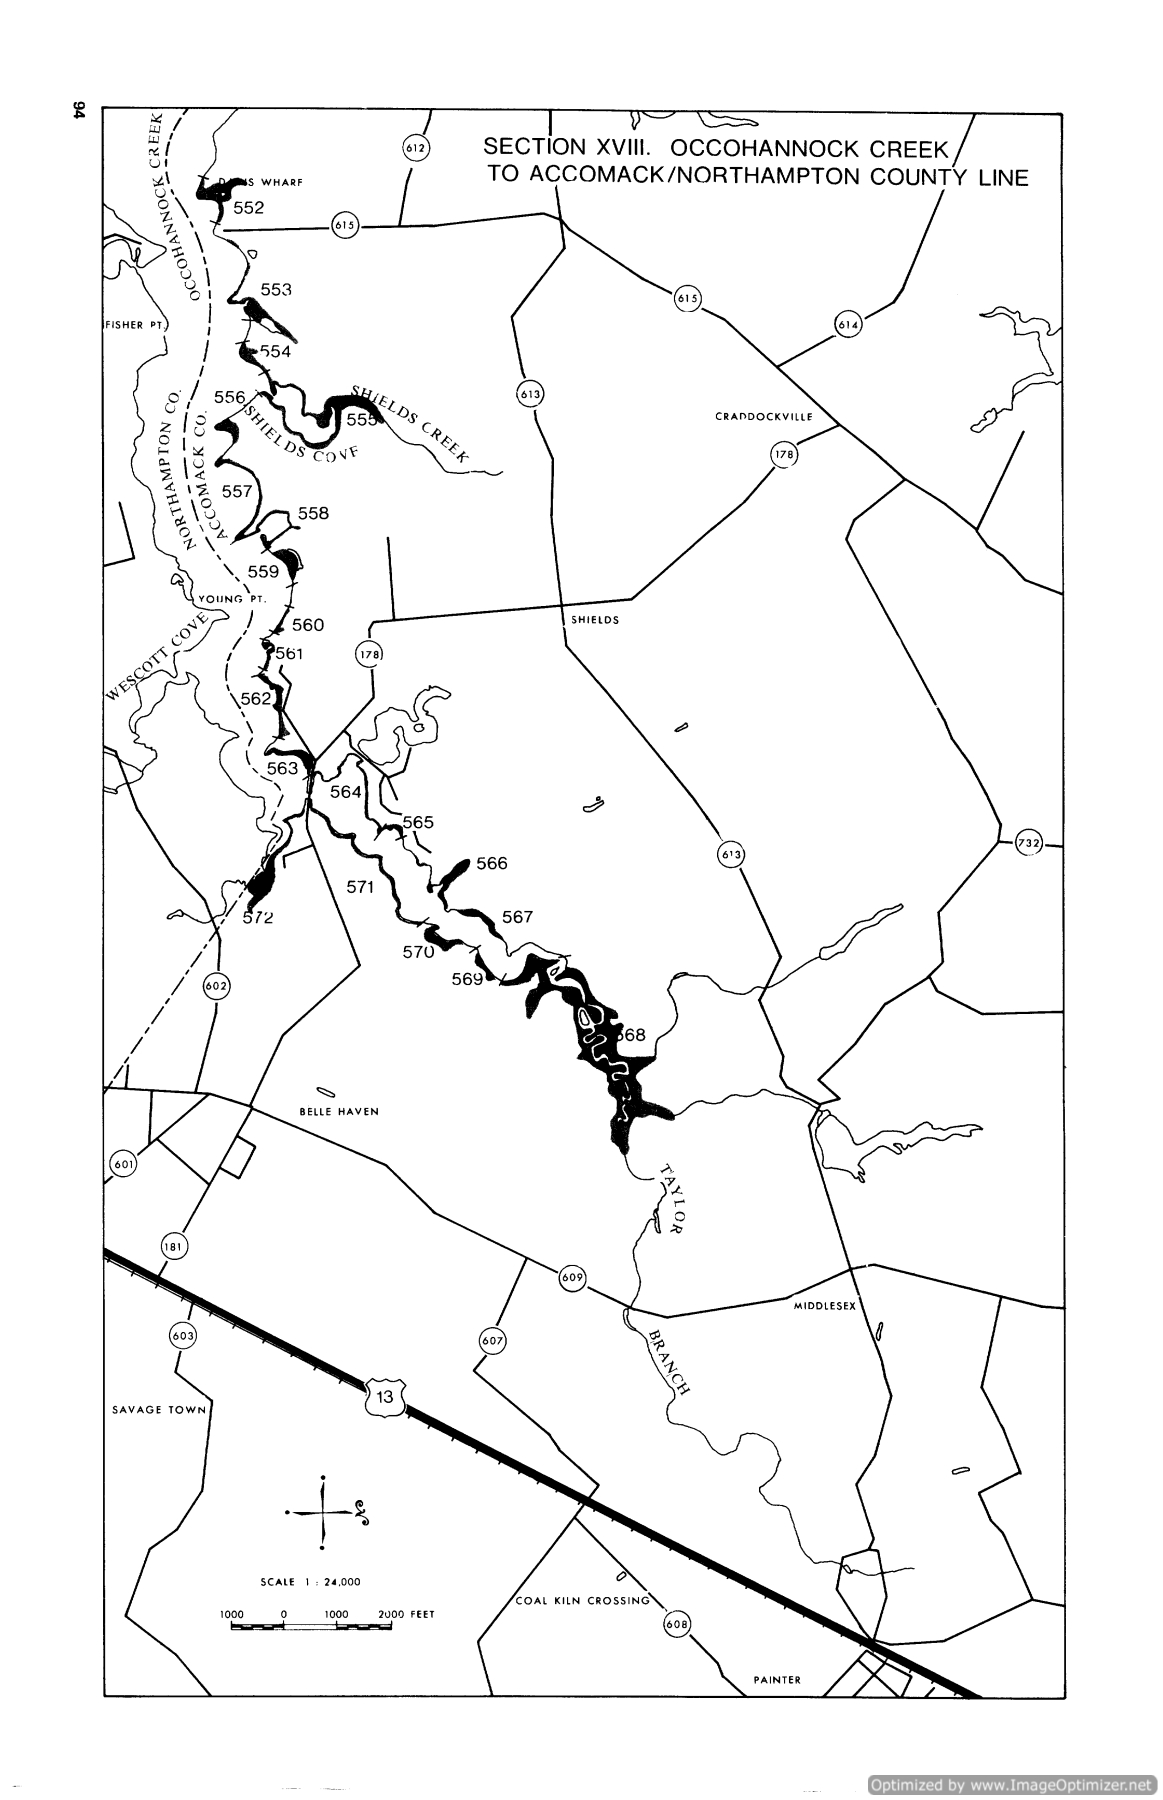 94
SECTION XVIII. OCCOHANNOCK CREEK
TO ACCOMACK/NORTHAMPTON COUNTY LINE
OCCOHANNOCK CREEK
612
WHARF
552
615
OCCOHANNOCK
553
615
FISHER PT.
614
554
613
SHIELDS CREEK
556
555
SHIELDS COVE
CRADDOCKVILLE
NORTHAMPTON CO.
ACCOMACK CO.
178
557
558
559
YOUNG PT.
WESCOTT COVE
560
SHIELDS
561
178
562
563
564
565
732
613
566
571
572
567
570
569
602
568
BELLE HAVEN
601
TAYLOR
181
609
MIDDLESEX
603
607
BRANCH
13
SAVAGE TOWN
N
SCALE 1 : 24,000
COAL KILN CROSSING
1000 0 1000 2000 FEET
608
PAINTER
Optimized by www.ImageOptimizer.net